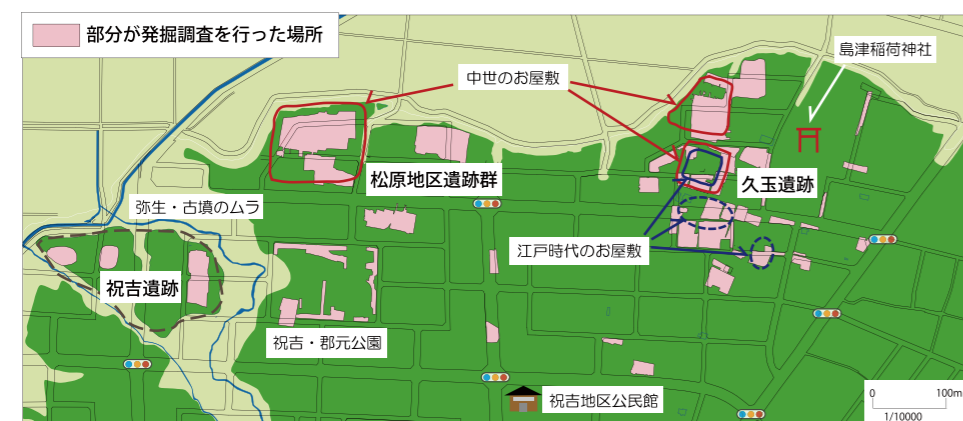 部分が発掘調査を行った場所
中世のお屋敷
島津稲荷神社
松原地区遺跡群
久玉遺跡
弥生・古墳のムラ
江戸時代のお屋敷
祝吉遺跡
祝吉・郡元公園
祝吉地区公民館
0 100m
1/10000